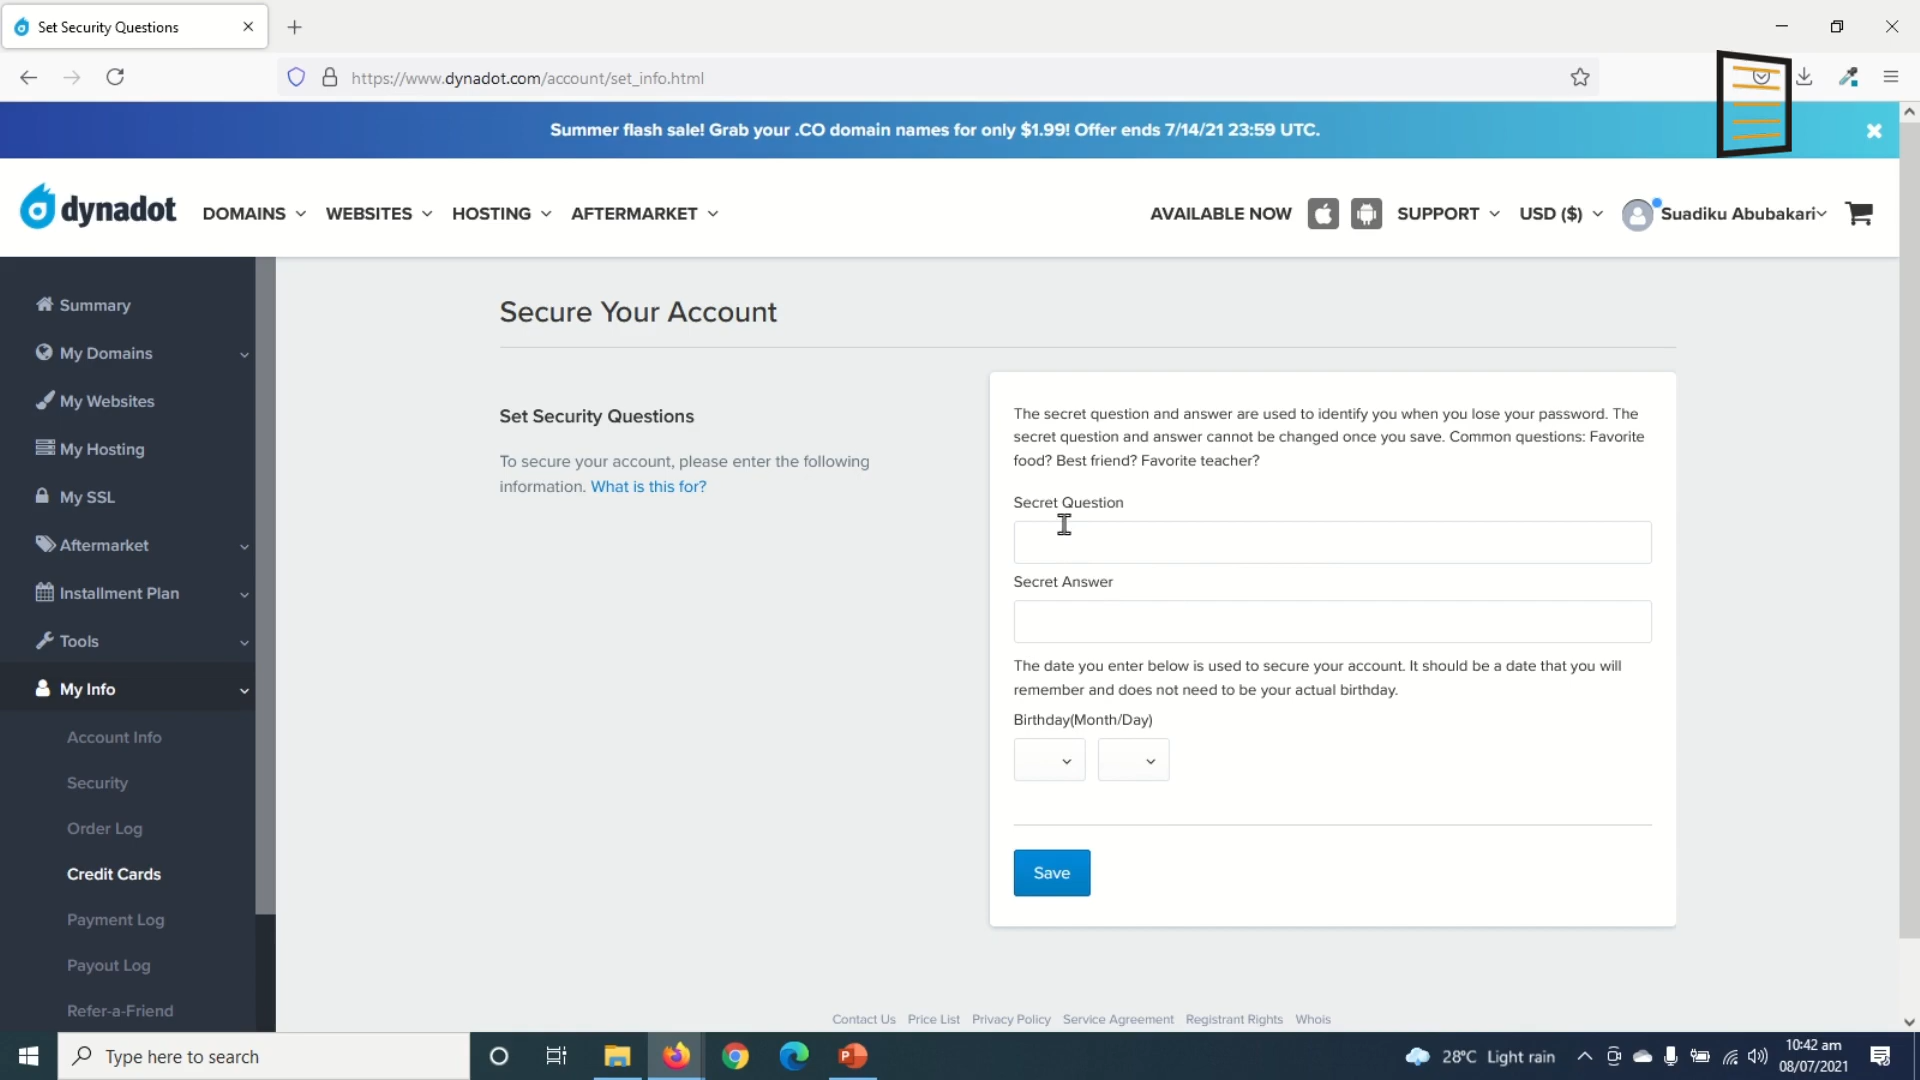 Set Security Questions
https://www.dynadot.com/account/set_info.html
Summer flash sale! Grab your .CO domain names for only $1.99! Offer ends 7/14/21 23:59 UTC.
dynadot
DOMAINS
WEBSITES
HOSTING
AFTERMARKET
AVAILABLE NOW
SUPPORT
USD ($)
Suadiku Abubakari
Summary
My Domains
My Websites
My Hosting
My SSL
Aftermarket
Installment Plan
Tools
My Info
Account Info
Security
Order Log
Credit Cards
Payment Log
Payout Log
Refer-a-Friend
Secure Your Account
Set Security Questions
To secure your account, please enter the following
information. What is this for?
The secret question and answer are used to identify you when you lose your password. The
secret question and answer cannot be changed once you save. Common questions: Favorite
food? Best friend? Favorite teacher?
Secret Question
Secret Answer
The date you enter below is used to secure your account. It should be a date that you will
remember and does not need to be your actual birthday.
Birthday(Month/Day)
Save
Contact Us Price List Privacy Policy Service Agreement Registrant Rights Whois
Type here to search
28°C Light rain
10:42 am
08/07/2021